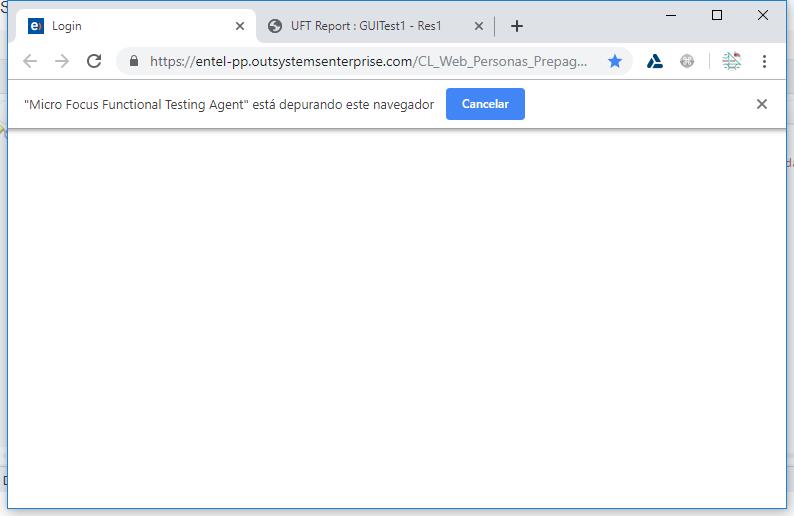 Login
UFT Report : GUITest1 - Res1
https://entel-pp.outsystemsenterprise.com/CL_Web_Personas_Prepag...
"Micro Focus Functional Testing Agent" está depurando este navegador
Cancelar